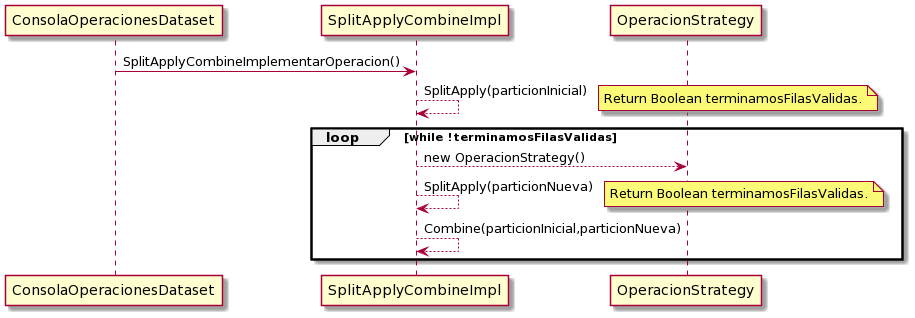 ConsolaOperacionesDataset
SplitApplyCombineImpl
OperacionStrategy
SplitApplyCombineImplementarOperacion()
SplitApply(particionInicial)
Return Boolean terminamosFilasValidas.
loop
[while !terminamosFilasValidas]
new OperacionStrategy()
SplitApply(particionNueva)
Return Boolean terminamosFilasValidas.
Combine(particionInicial,particionNueva)
ConsolaOperacionesDataset
SplitApplyCombineImpl
OperacionStrategy